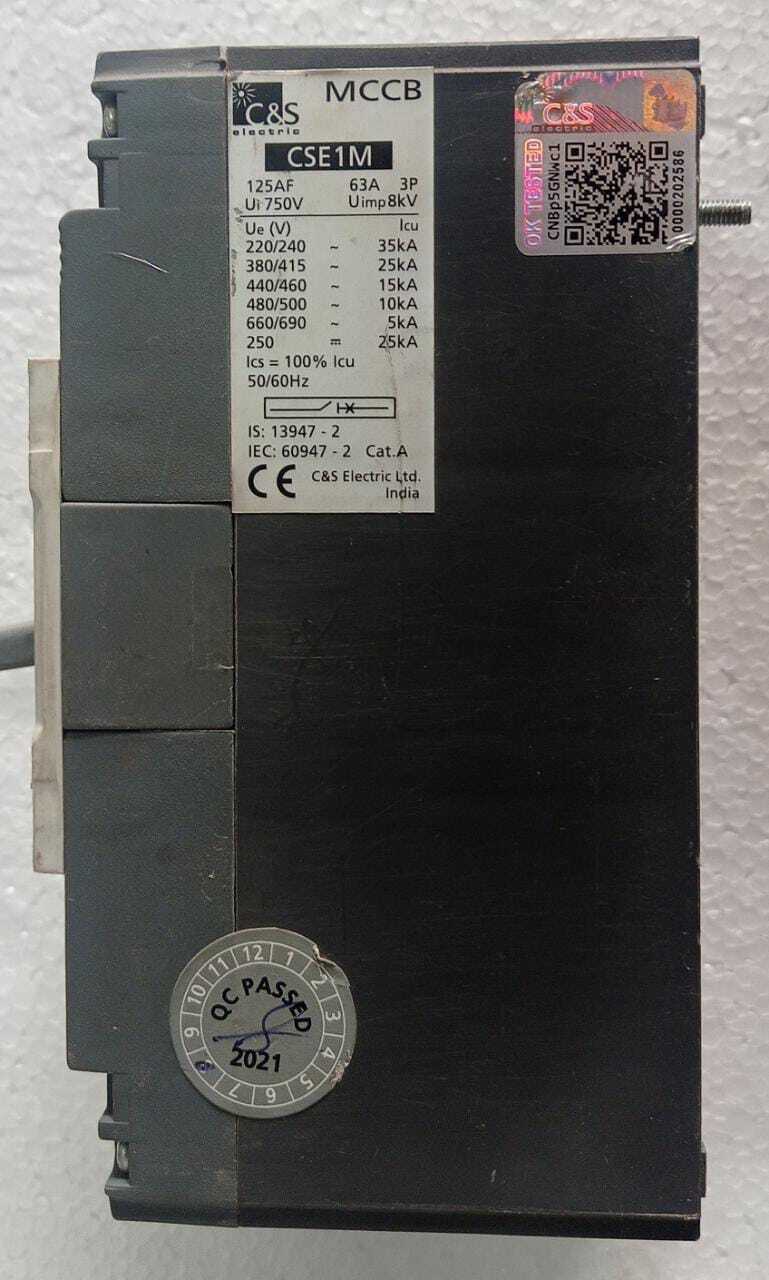 C&S
electric
MCCB
CSE1M
125AF 63A 3P
Ui 750V Uimp 8kV
Ue (V) Icu
220/240 ~ 35kA
380/415 ~ 25kA
440/460 ~ 15kA
480/500 ~ 10kA
660/690 ~ 5kA
250 ⎓ 25kA
Ics = 100% Icu
50/60Hz
IS: 13947 - 2
IEC: 60947 - 2 Cat.A
CE C&S Electric Ltd.
India
C&S
electric
OK TESTED
CNBp5GNwc1
0000202586
QC PASSED
2021
12 1 2 3 4 5 6 7 9 10 11